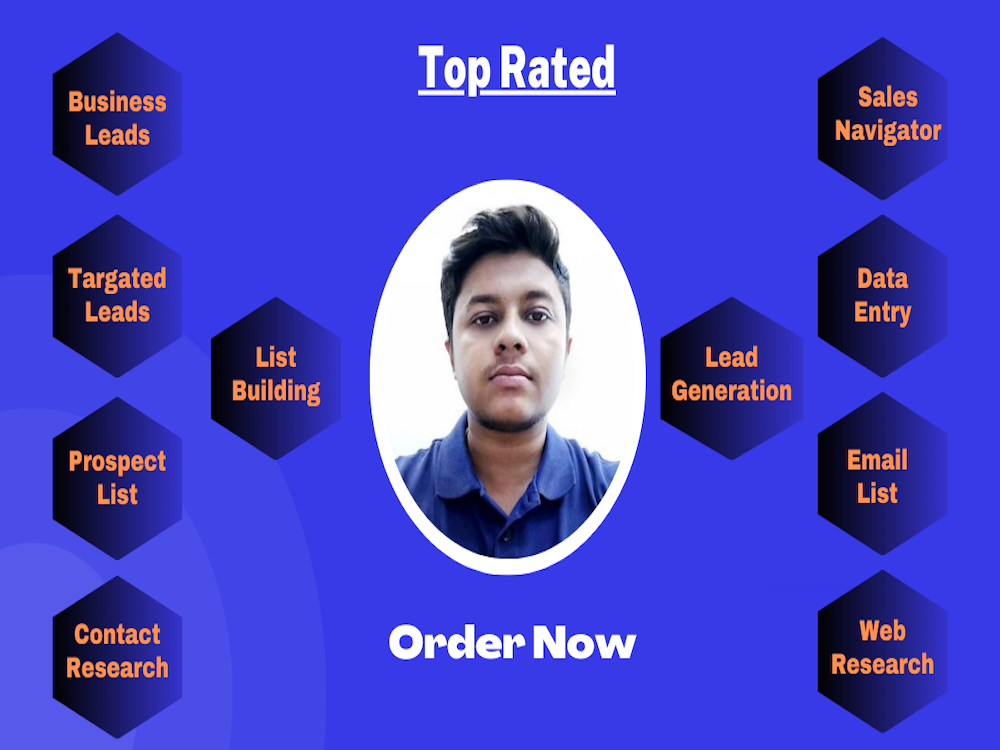 Top Rated
Business
Leads
Targated
Leads
Prospect
List
Contact
Research
List
Building
Lead
Generation
Sales
Navigator
Data
Entry
Email
List
Web
Research
Order Now